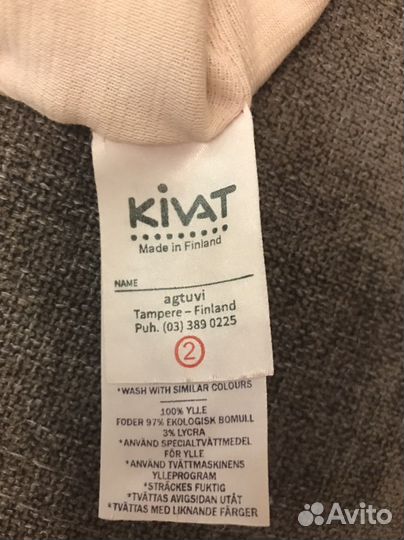 KIVAT
Made in Finland
NAME
agtuvi
Tampere – Finland
Puh. (03) 389 0225
2
*WASH WITH SIMILAR COLOURS
100% YLLE
FODER 97% EKOLOGISK BOMULL
3% LYCRA
*ANVÄND SPECIALTVÄTTMEDEL
FÖR YLLE
*ANVÄND TVÄTTMASKINENS
YLLEPROGRAM
*STRÄCKES FUKTIG
*TVÄTTAS AVIGSIDAN UTÅT
*TVÄTTAS MED LIKNANDE FÄRGER
Avito